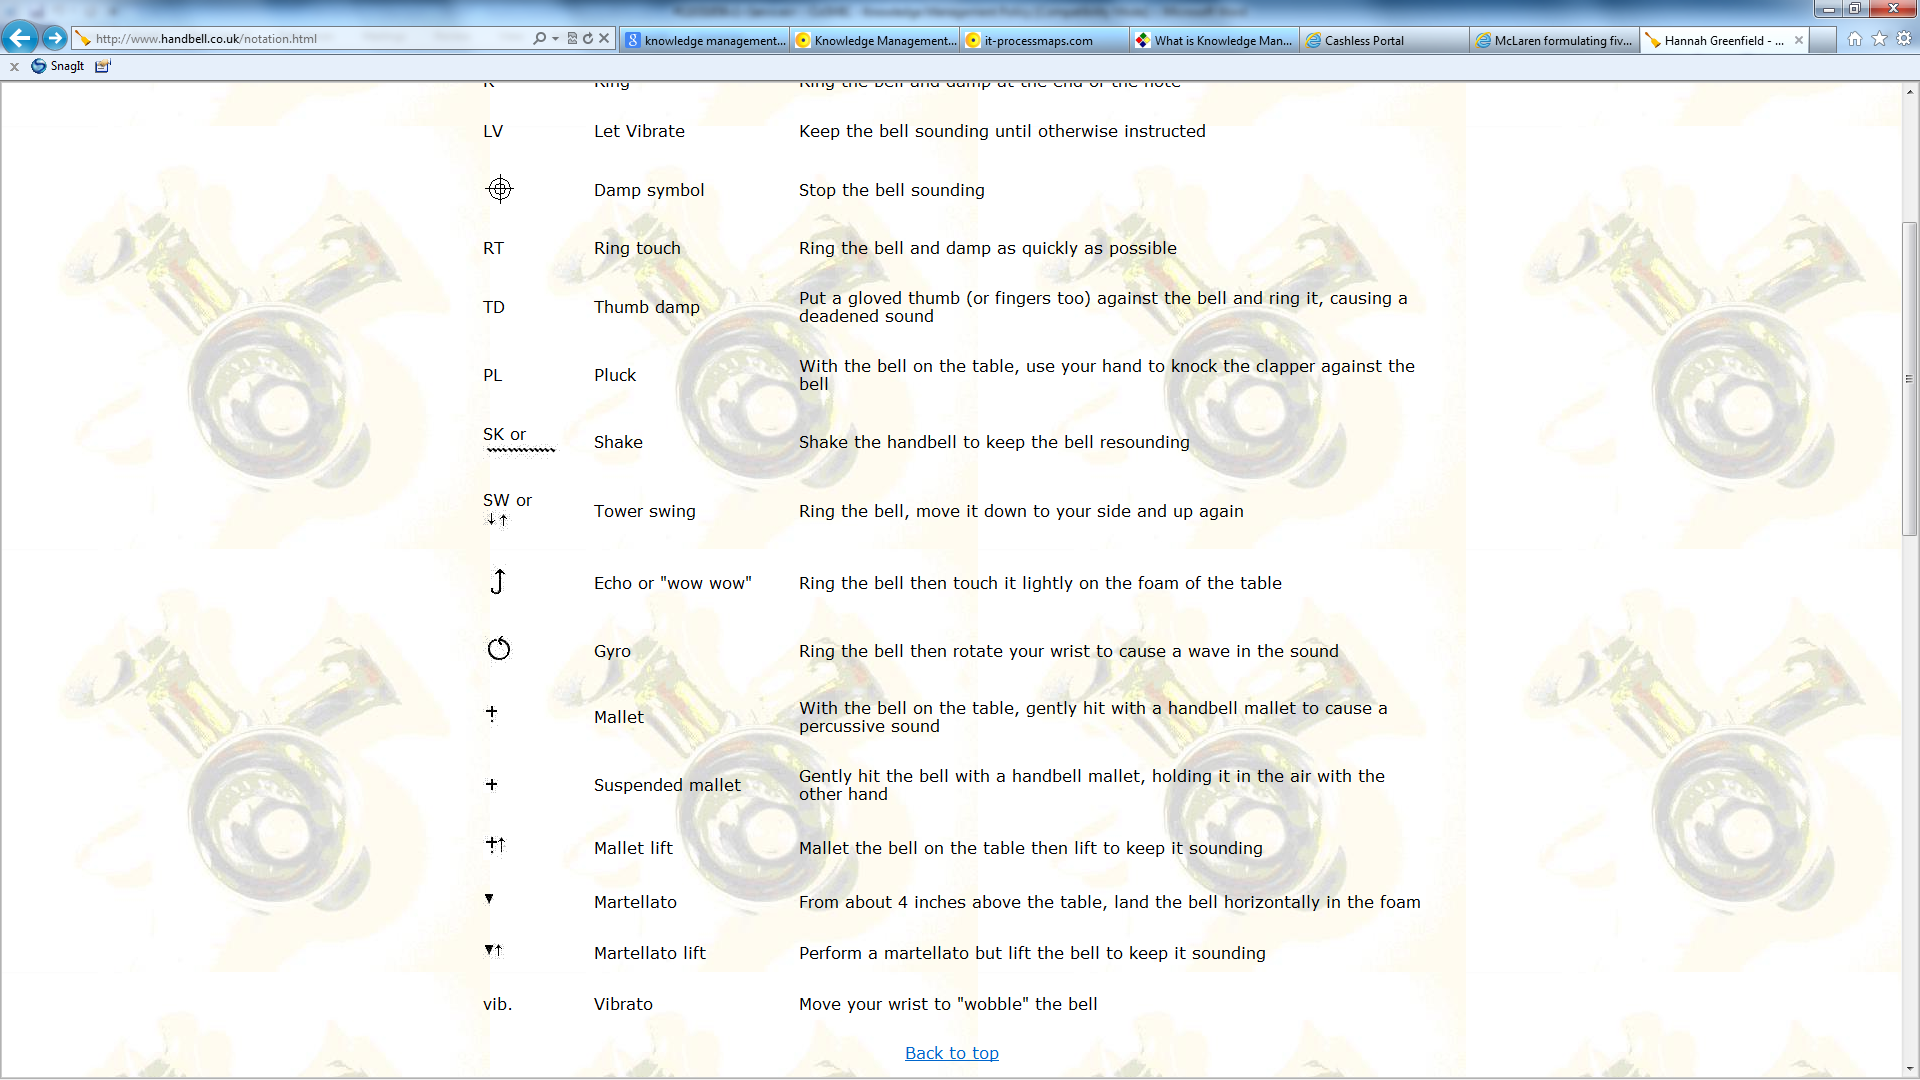 http://www.handbell.co.uk/notation.html
knowledge management...
Knowledge Management...
it-processmaps.com
What is Knowledge Man...
Cashless Portal
McLaren formulating fiv...
Hannah Greenfield - ...
x SnagIt
R Ring Ring the bell and damp at the end of the note
LV Let Vibrate Keep the bell sounding until otherwise instructed
Damp symbol Stop the bell sounding
RT Ring touch Ring the bell and damp as quickly as possible
TD Thumb damp Put a gloved thumb (or fingers too) against the bell and ring it, causing a
deadened sound
PL Pluck With the bell on the table, use your hand to knock the clapper against the
bell
SK or Shake Shake the handbell to keep the bell resounding
SW or
↓↑ Tower swing Ring the bell, move it down to your side and up again
Echo or "wow wow" Ring the bell then touch it lightly on the foam of the table
Gyro Ring the bell then rotate your wrist to cause a wave in the sound
Mallet With the bell on the table, gently hit with a handbell mallet to cause a
percussive sound
+ Suspended mallet Gently hit the bell with a handbell mallet, holding it in the air with the
other hand
Mallet lift Mallet the bell on the table then lift to keep it sounding
▼ Martellato From about 4 inches above the table, land the bell horizontally in the foam
▼↑ Martellato lift Perform a martellato but lift the bell to keep it sounding
vib. Vibrato Move your wrist to "wobble" the bell
Back to top